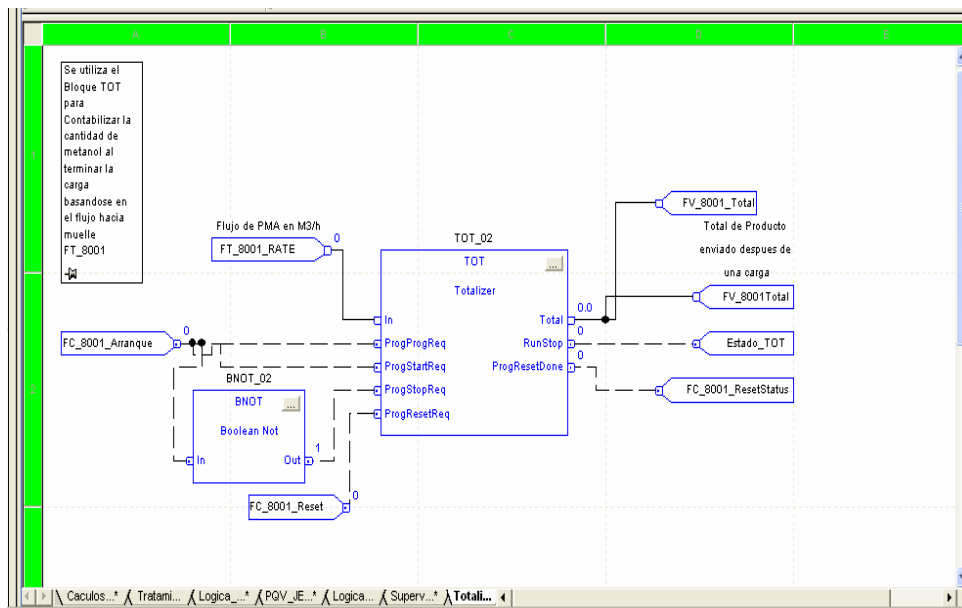 A B C D E
Se utiliza el
Bloque TOT
para
Contabilizar la
cantidad de
metanol al
terminar la
carga
basandose en
el flujo hacia
muelle
FT_8001
1
Flujo de PMA en M3/h
FT_8001_RATE
0
TOT_02
TOT
...
Totalizer
In
Total
0.0
ProgProgReq
RunStop
0
ProgStartReq
ProgResetDone
0
ProgStopReq
ProgResetReq
FV_8001_Total
Total de Producto
enviado despues de
una carga
FV_8001Total
Estado_TOT
FC_8001_ResetStatus
2
FC_8001_Arranque
0
BNOT_02
BNOT
...
Boolean Not
In
Out
1
FC_8001_Reset
0
Caculos...* Tratami... Logica_...* PQV_JE...* Logica... Superv...* Totali...